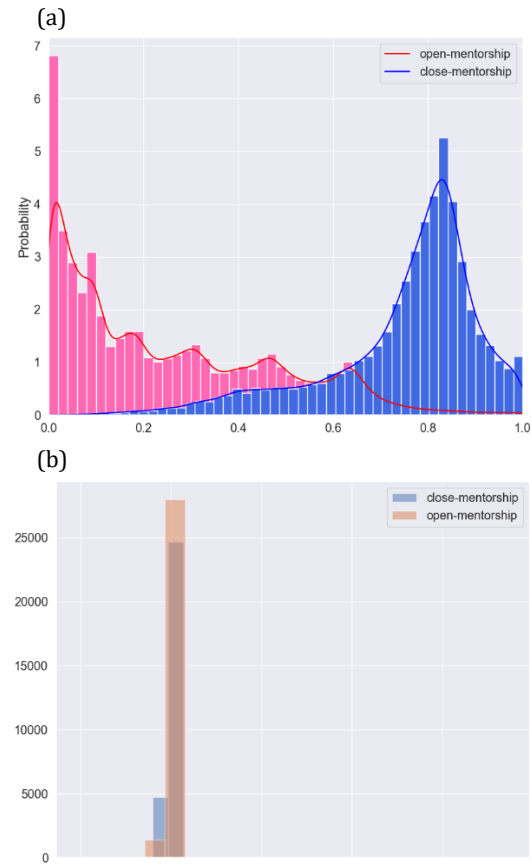 (a)
7
6
5
4
3
2
1
0
Probability
open-mentorship
close-mentorship
0.0 0.2 0.4 0.6 0.8 1.0
(b)
close-mentorship
open-mentorship
25000
20000
15000
10000
5000
0